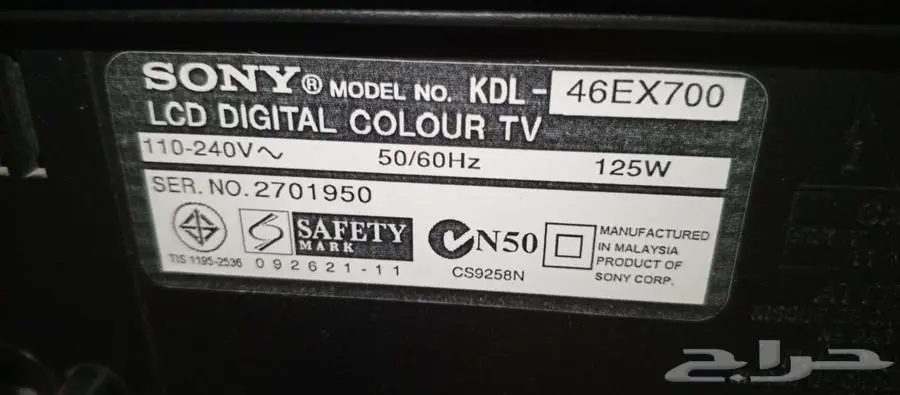 SONY® MODEL NO. KDL-46EX700
LCD DIGITAL COLOUR TV
110-240V～ 50/60Hz 125W
SER. NO. 2701950
SAFETY
MARK
N50
TIS 1195-2536 092621-11 CS9258N
MANUFACTURED
IN MALAYSIA
PRODUCT OF
SONY CORP.
حراج